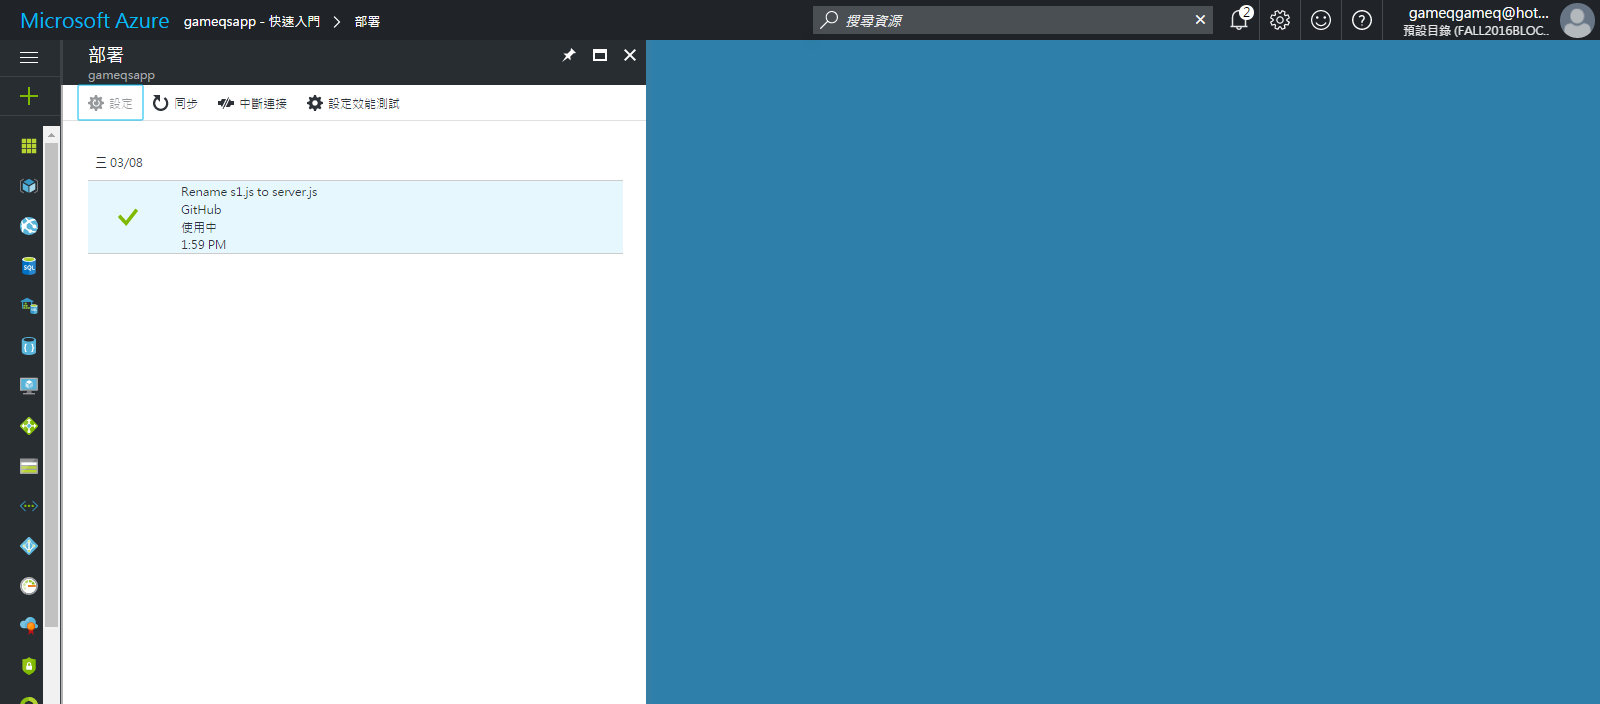 Microsoft Azure gameqsapp - 快速入門 > 部署
搜尋資源
2
gameqgameq@hot...
預設目錄 (FALL2016BLOC...
部署
gameqsapp
設定 同步 中斷連接 設定效能測試
三 03/08
Rename s1.js to server.js
GitHub
使用中
1:59 PM
SQL